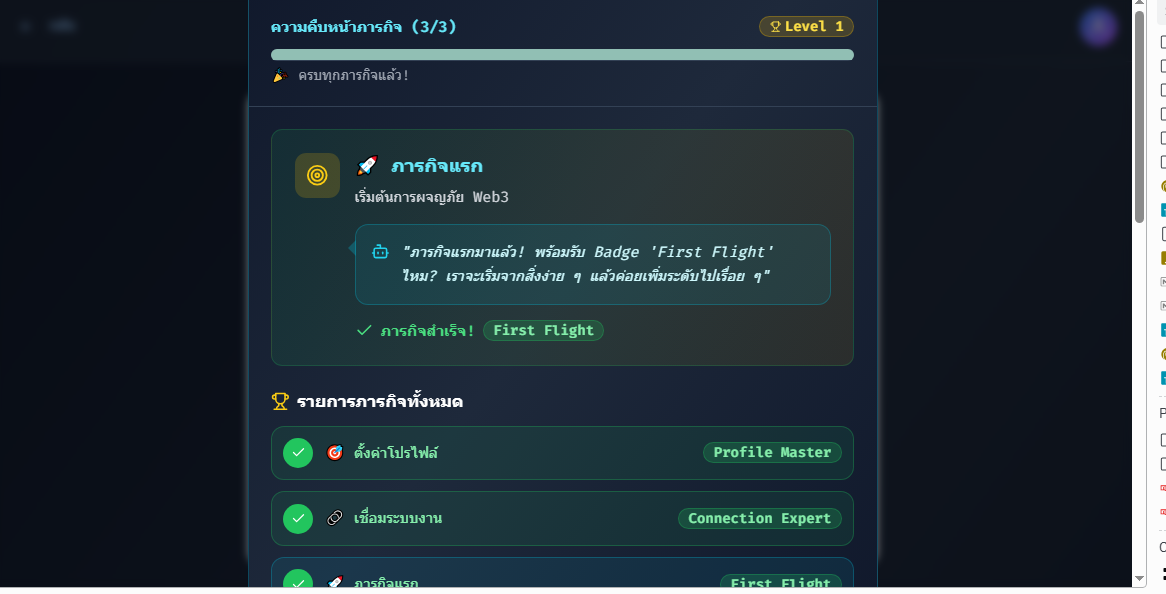 ความคืบหน้าภารกิจ (3/3)
Level 1
ครบทุกภารกิจแล้ว!
ภารกิจแรก
เริ่มต้นการผจญภัย Web3
"ภารกิจแรกมาแล้ว! พร้อมรับ Badge 'First Flight'
ไหม? เราจะเริ่มจากสิ่งง่าย ๆ แล้วค่อยเพิ่มระดับไปเรื่อย ๆ"
ภารกิจสำเร็จ! First Flight
รายการภารกิจทั้งหมด
ตั้งค่าโปรไฟล์
Profile Master
เชื่อมระบบงาน
Connection Expert
ภารกิจแรก
First Flight